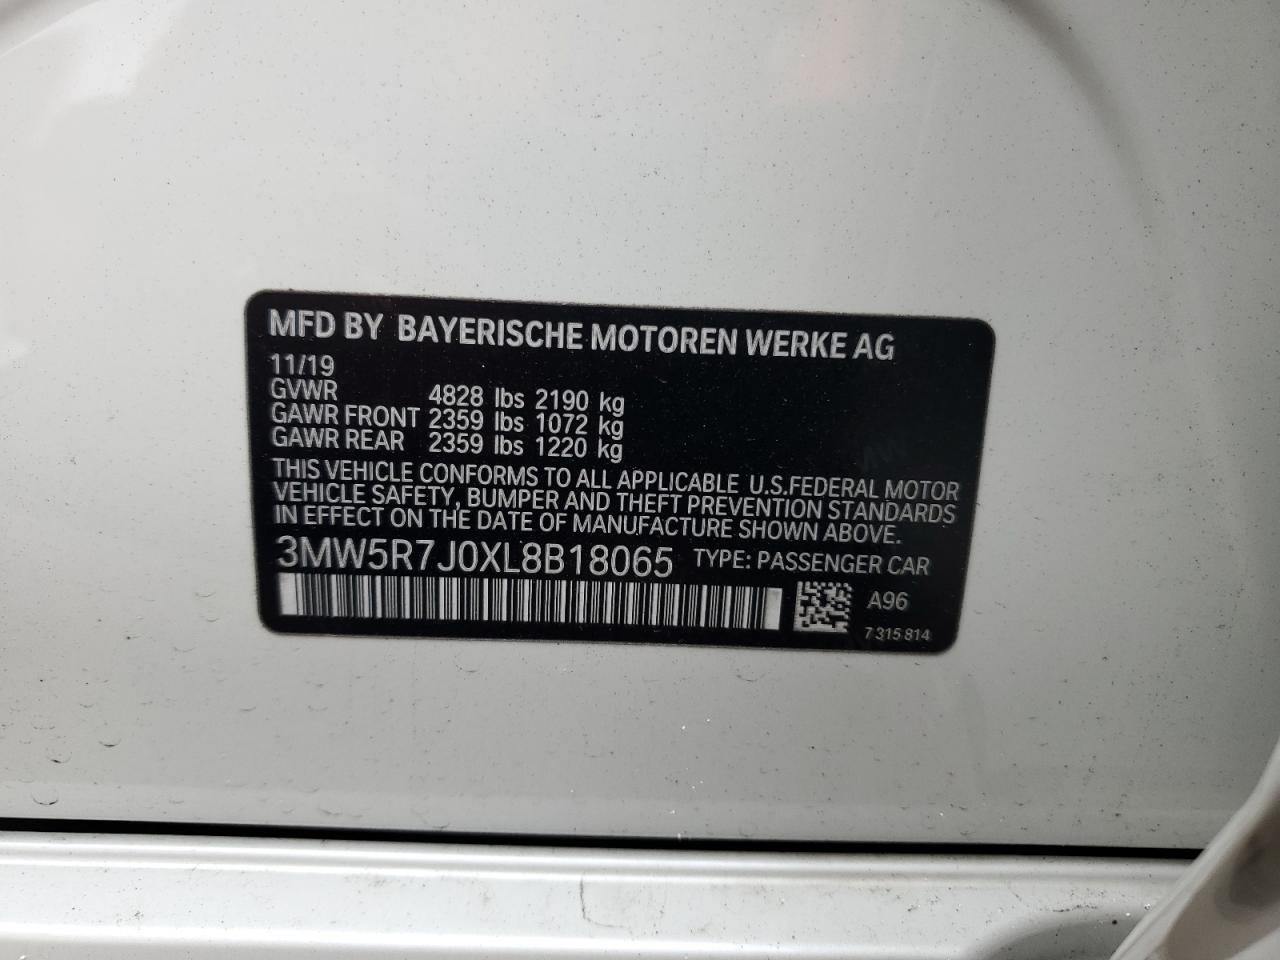 MFD BY BAYERISCHE MOTOREN WERKE AG
11/19
GVWR 4828 lbs 2190 kg
GAWR FRONT 2359 lbs 1072 kg
GAWR REAR 2359 lbs 1220 kg
THIS VEHICLE CONFORMS TO ALL APPLICABLE U.S.FEDERAL MOTOR
VEHICLE SAFETY, BUMPER AND THEFT PREVENTION STANDARDS
IN EFFECT ON THE DATE OF MANUFACTURE SHOWN ABOVE.
3MW5R7J0XL8B18065 TYPE: PASSENGER CAR
A96
7 315 814